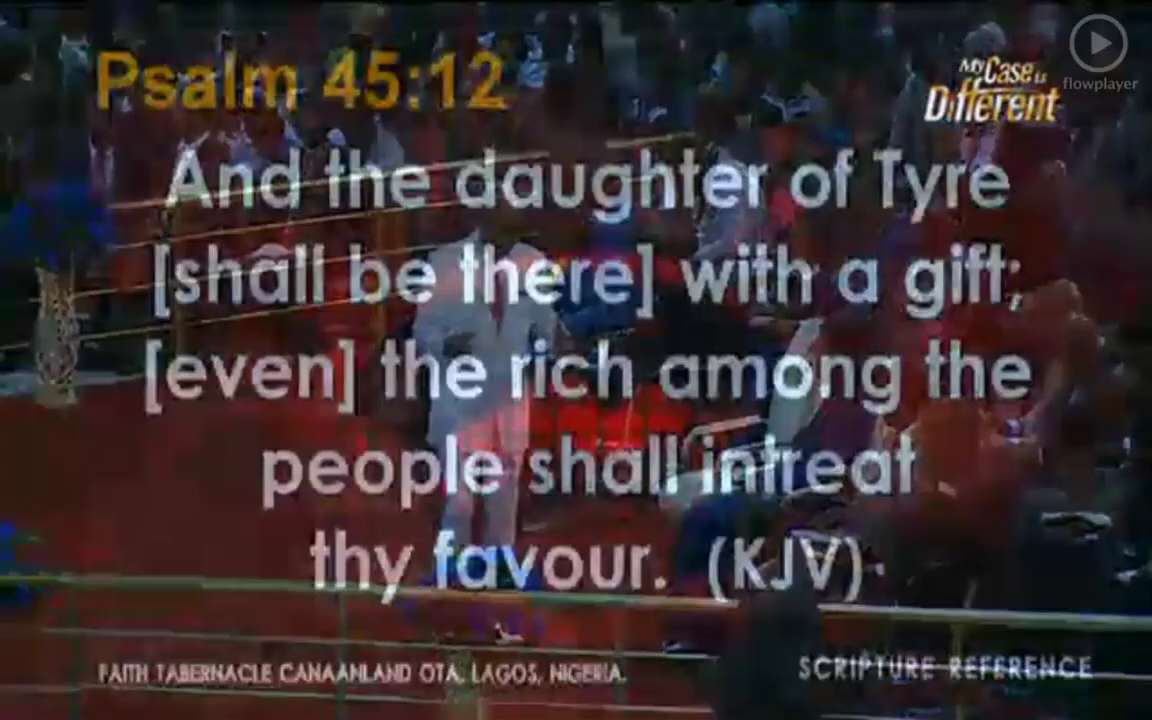 Psalm 45:12
My Case is
Different
flowplayer
And the daughter of Tyre
[shall be there] with a gift;
[even] the rich among the
people shall intreat
thy favour. (KJV)
FAITH TABERNACLE CANAANLAND OTA, LAGOS, NIGERIA.
SCRIPTURE REFERENCE